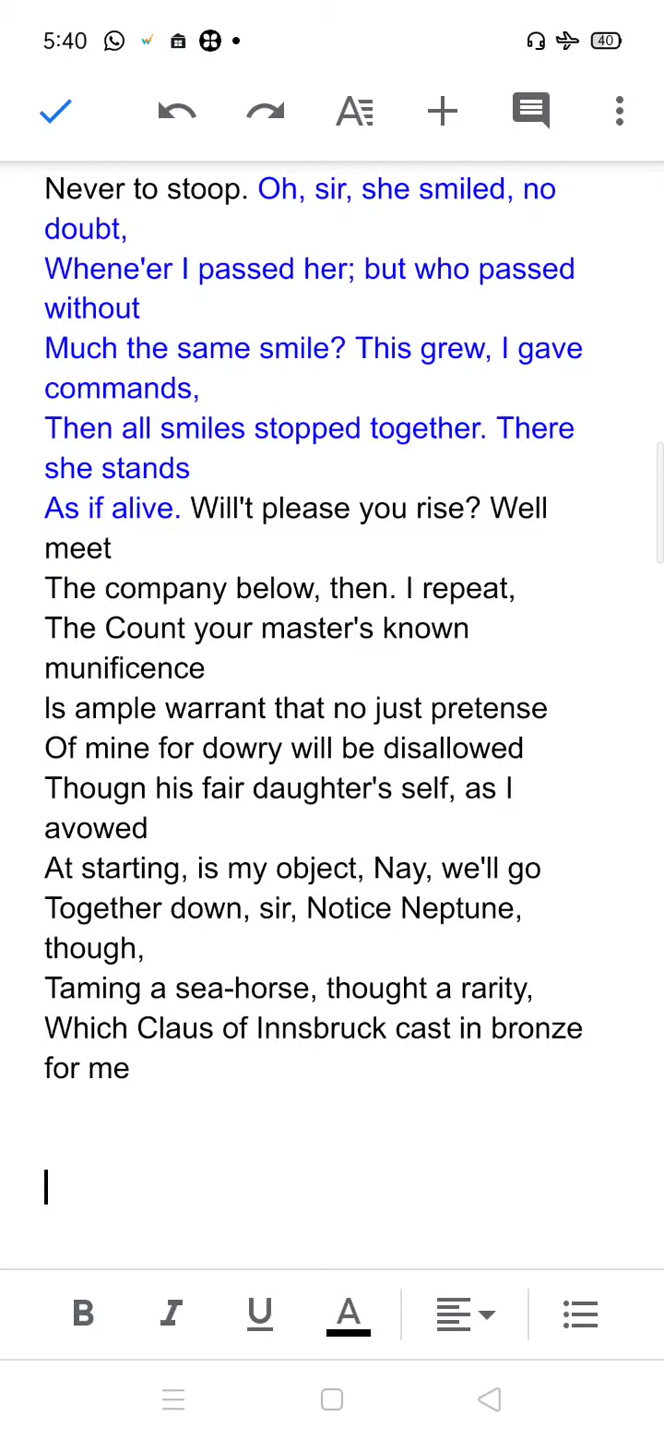 5:40
40
Never to stoop. Oh, sir, she smiled, no
doubt,
Whene'er I passed her; but who passed
without
Much the same smile? This grew, I gave
commands,
Then all smiles stopped together. There
she stands
As if alive. Will't please you rise? Well
meet
The company below, then. I repeat,
The Count your master's known
munificence
Is ample warrant that no just pretense
Of mine for dowry will be disallowed
Thougn his fair daughter's self, as I
avowed
At starting, is my object, Nay, we'll go
Together down, sir, Notice Neptune,
though,
Taming a sea-horse, thought a rarity,
Which Claus of Innsbruck cast in bronze
for me
B I U A